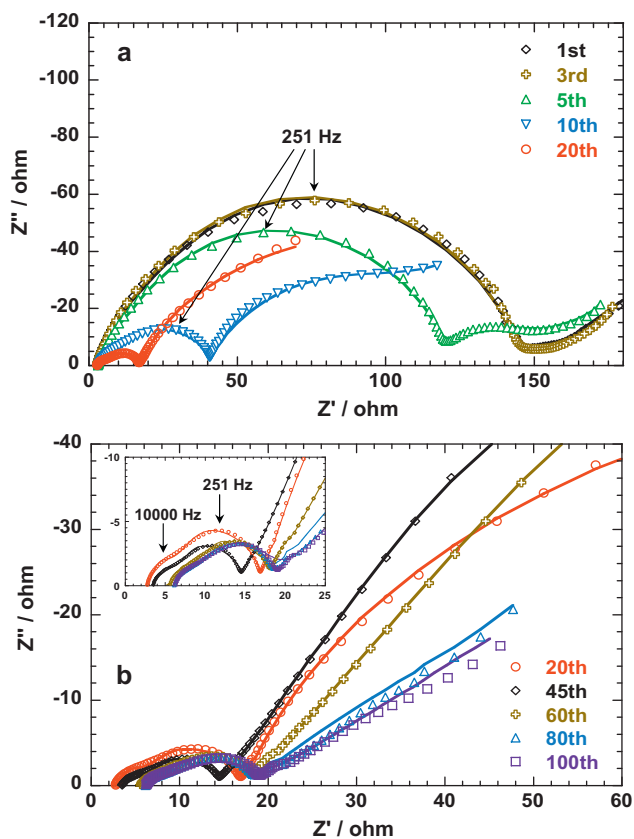 -120
-100
-80
-60
-40
-20
0
Z'' / ohm
a
1st
3rd
5th
10th
20th
251 Hz
0
50
100
150
Z' / ohm
-40
-30
-20
-10
0
Z'' / ohm
-10
-5
0
10000 Hz
251 Hz
0
5
10
15
20
25
b
20th
45th
60th
80th
100th
0
10
20
30
40
50
60
Z' / ohm